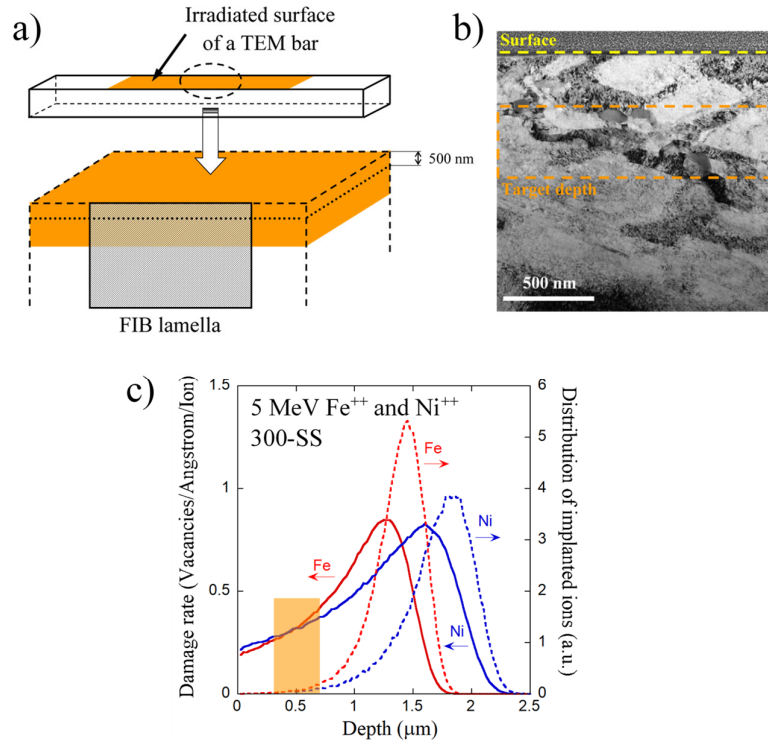 a)
Irradiated surface
of a TEM bar
500 nm
FIB lamella
b)
Surface
Target depth
500 nm
c)
5 MeV Fe++ and Ni++
300-SS
Fe
Ni
Fe
Ni
Damage rate (Vacancies/Angstrom/Ion)
1.5
1
0.5
0
Distribution of implanted ions (a.u.)
6
5
4
3
2
1
0
0
0.5
1
1.5
2
2.5
Depth (μm)